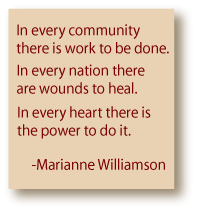 In every community
there is work to be done.
In every nation there
are wounds to heal.
In every heart there is
the power to do it.
-Marianne Williamson